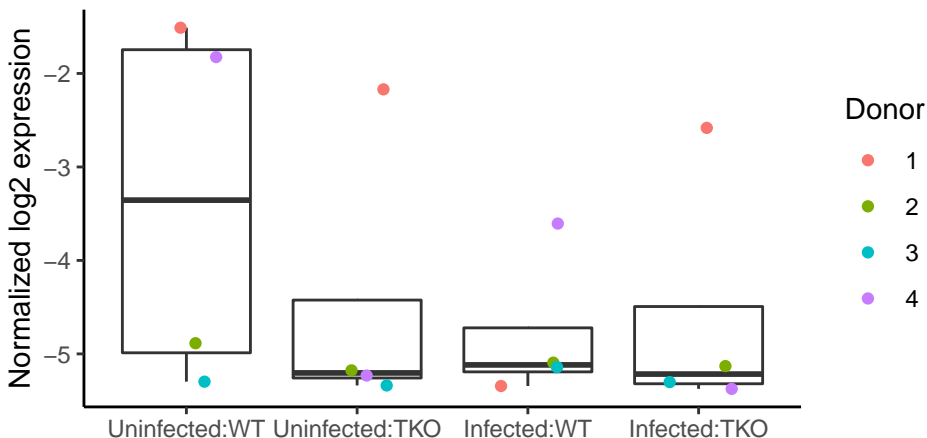 Normalized log2 expression
−2
−3
−4
−5
Uninfected:WT
Uninfected:TKO
Infected:WT
Infected:TKO
Donor
1
2
3
4